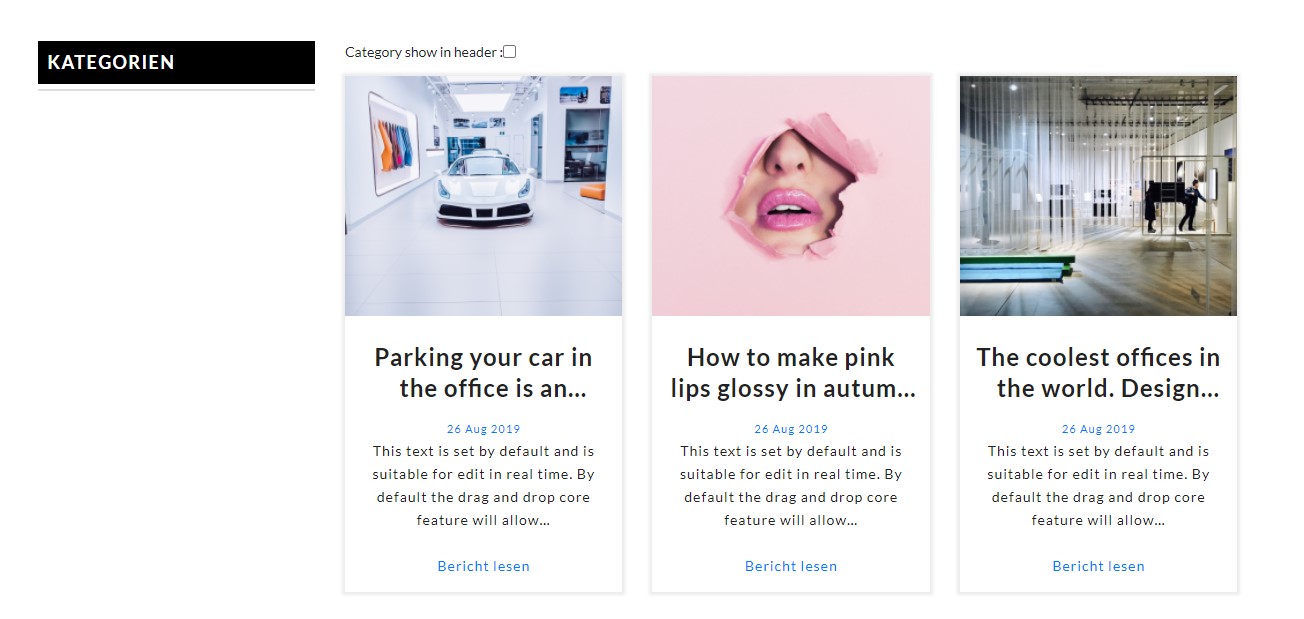 KATEGORIEN
Category show in header :
Parking your car in
the office is an...
26 Aug 2019
This text is set by default and is
suitable for edit in real time. By
default the drag and drop core
feature will allow...
Bericht lesen
How to make pink
lips glossy in autum...
26 Aug 2019
This text is set by default and is
suitable for edit in real time. By
default the drag and drop core
feature will allow...
Bericht lesen
The coolest offices in
the world. Design...
26 Aug 2019
This text is set by default and is
suitable for edit in real time. By
default the drag and drop core
feature will allow...
Bericht lesen